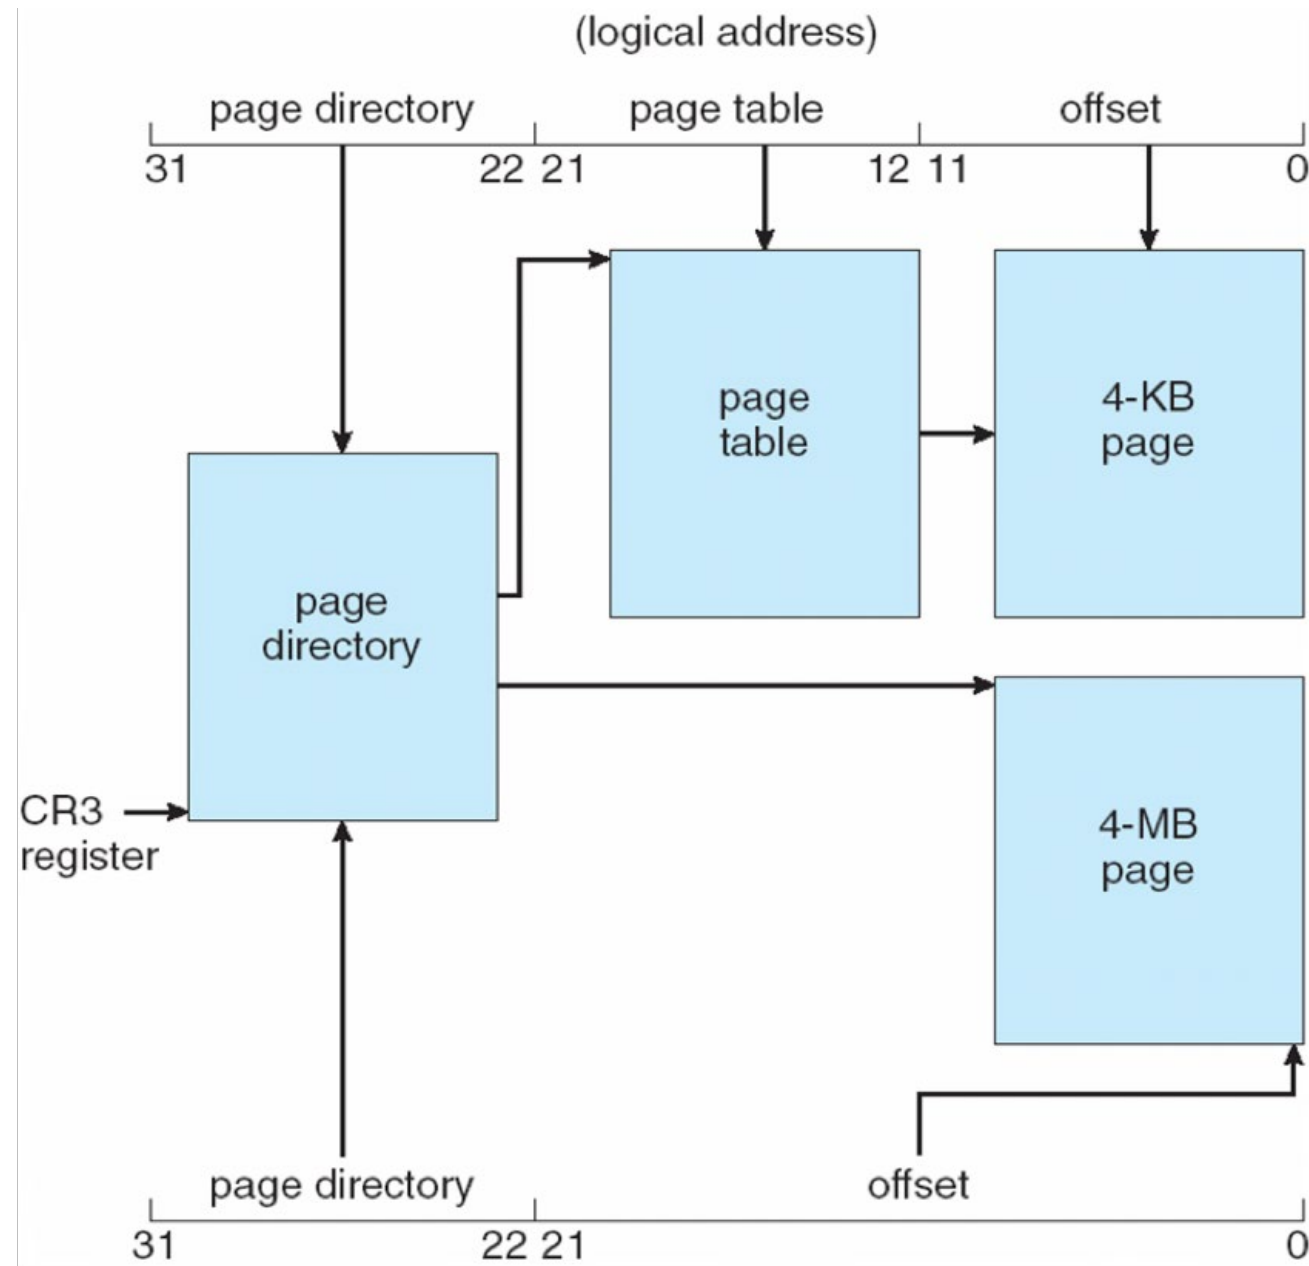 (logical address)
page directory page table offset
31 22 21 12 11 0
page
table
4-KB
page
page
directory
CR3
register
4-MB
page
page directory offset
31 22 21 0